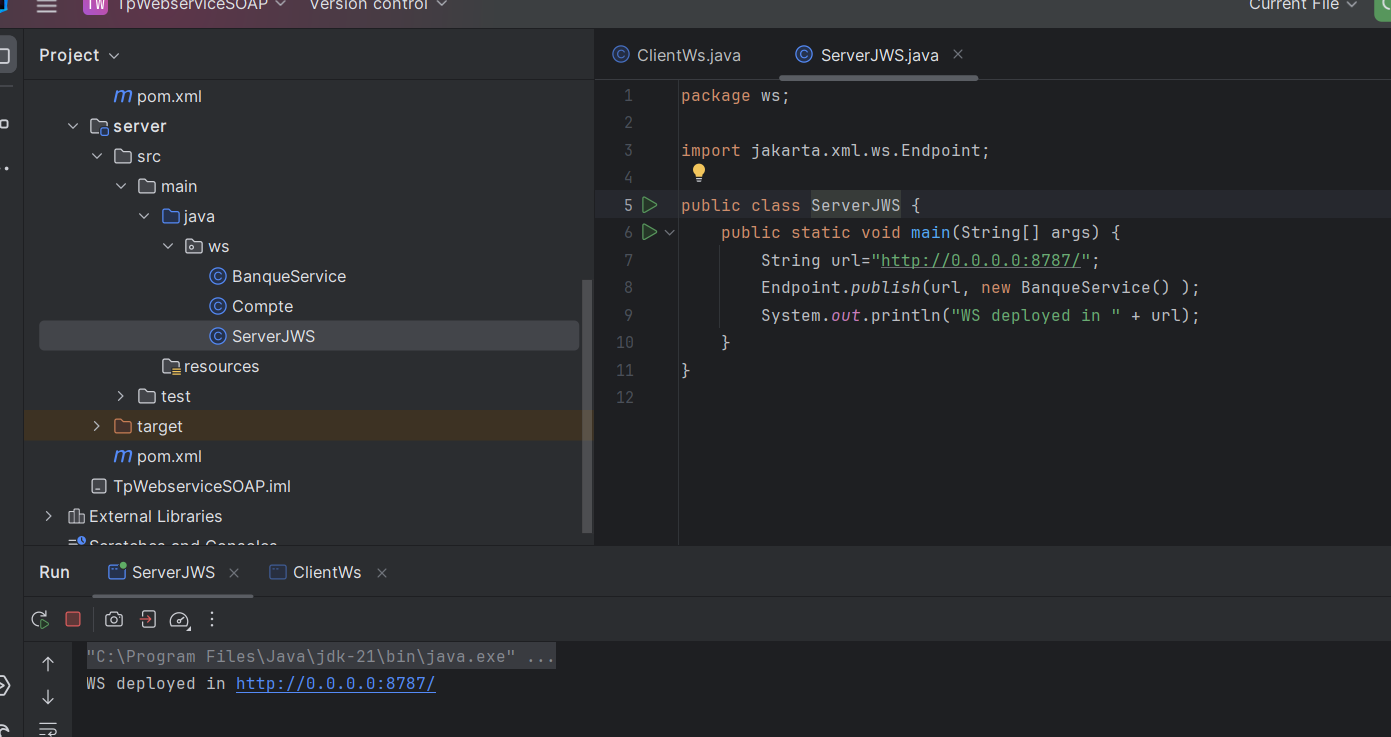 TW TpWebserviceSOAP Version control Current File
Project
pom.xml
server
src
main
java
ws
BanqueService
Compte
ServerJWS
resources
test
target
pom.xml
TpWebserviceSOAP.iml
External Libraries
Scratches and Consoles
ClientWs.java ServerJWS.java
1 package ws;
2
3 import jakarta.xml.ws.Endpoint;
4
5 public class ServerJWS {
6 public static void main(String[] args) {
7 String url="http://0.0.0.0:8787/";
8 Endpoint.publish(url, new BanqueService() );
9 System.out.println("WS deployed in " + url);
10 }
11 }
12
Run ServerJWS ClientWs
"C:\Program Files\Java\jdk-21\bin\java.exe" ...
WS deployed in http://0.0.0.0:8787/